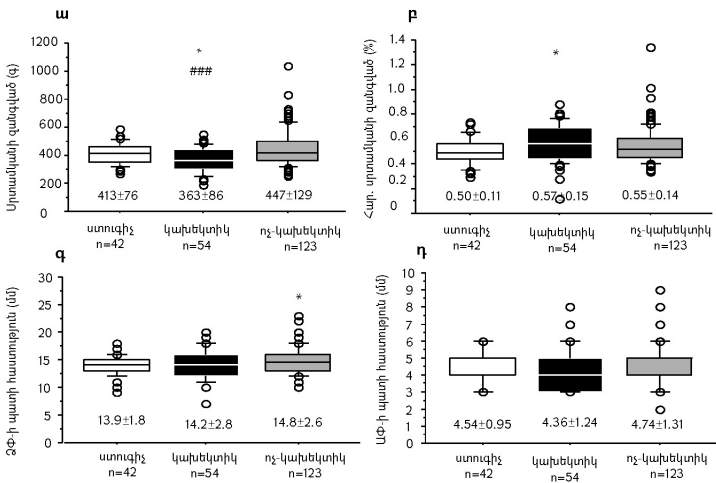 ա
Սրտամկանի զանգված (գ)
1200
1000
800
600
400
200
0
*
###
413±76
363±86
447±129
ստուգիչ
n=42
կախեկտիկ
n=54
ոչ-կախեկտիկ
n=123
բ
Հար. սրտամկանի զանգված (%)
1.4
1.2
1.0
0.8
0.6
0.4
0.2
0
*
0.50±0.11
0.57±0.15
0.55±0.14
ստուգիչ
n=42
կախեկտիկ
n=54
ոչ-կախեկտիկ
n=123
գ
ՁՓ-ի պատի հաստություն (մմ)
30
25
20
15
10
5
0
*
13.9±1.8
14.2±2.8
14.8±2.6
ստուգիչ
n=42
կախեկտիկ
n=54
ոչ-կախեկտիկ
n=123
դ
ԱՓ-ի պատի հաստություն (մմ)
10
9
8
7
6
5
4
3
2
1
0
4.54±0.95
4.36±1.24
4.74±1.31
ստուգիչ
n=42
կախեկտիկ
n=54
ոչ-կախեկտիկ
n=123